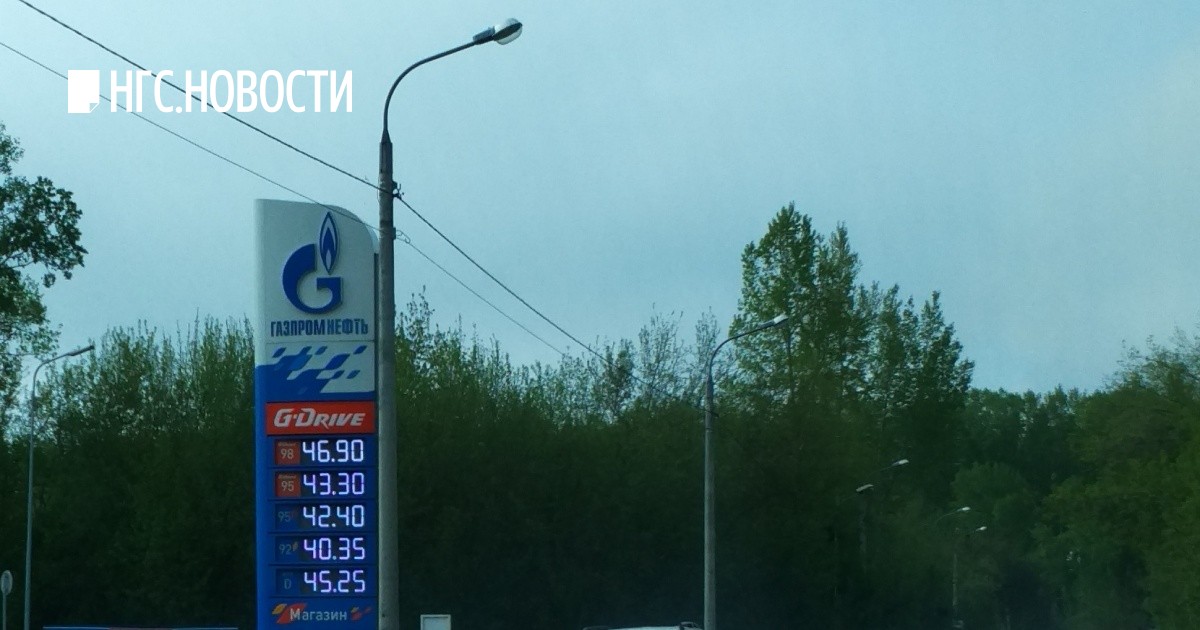 НГС.НОВОСТИ
ГАЗПРОМНЕФТЬ
G-DRIVE
98 46.90
95 43.30
95 42.40
92 40.35
D 45.25
Магазин